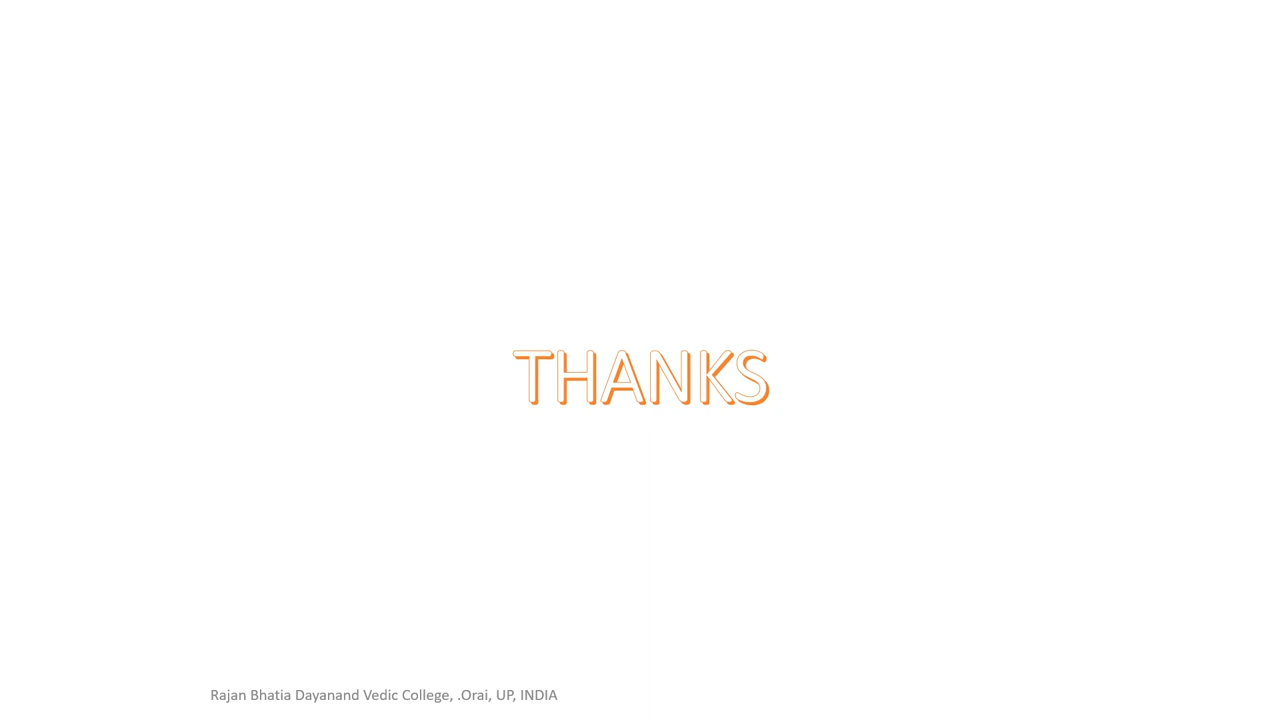 THANKS
Rajan Bhatia Dayanand Vedic College, .Orai, UP, INDIA